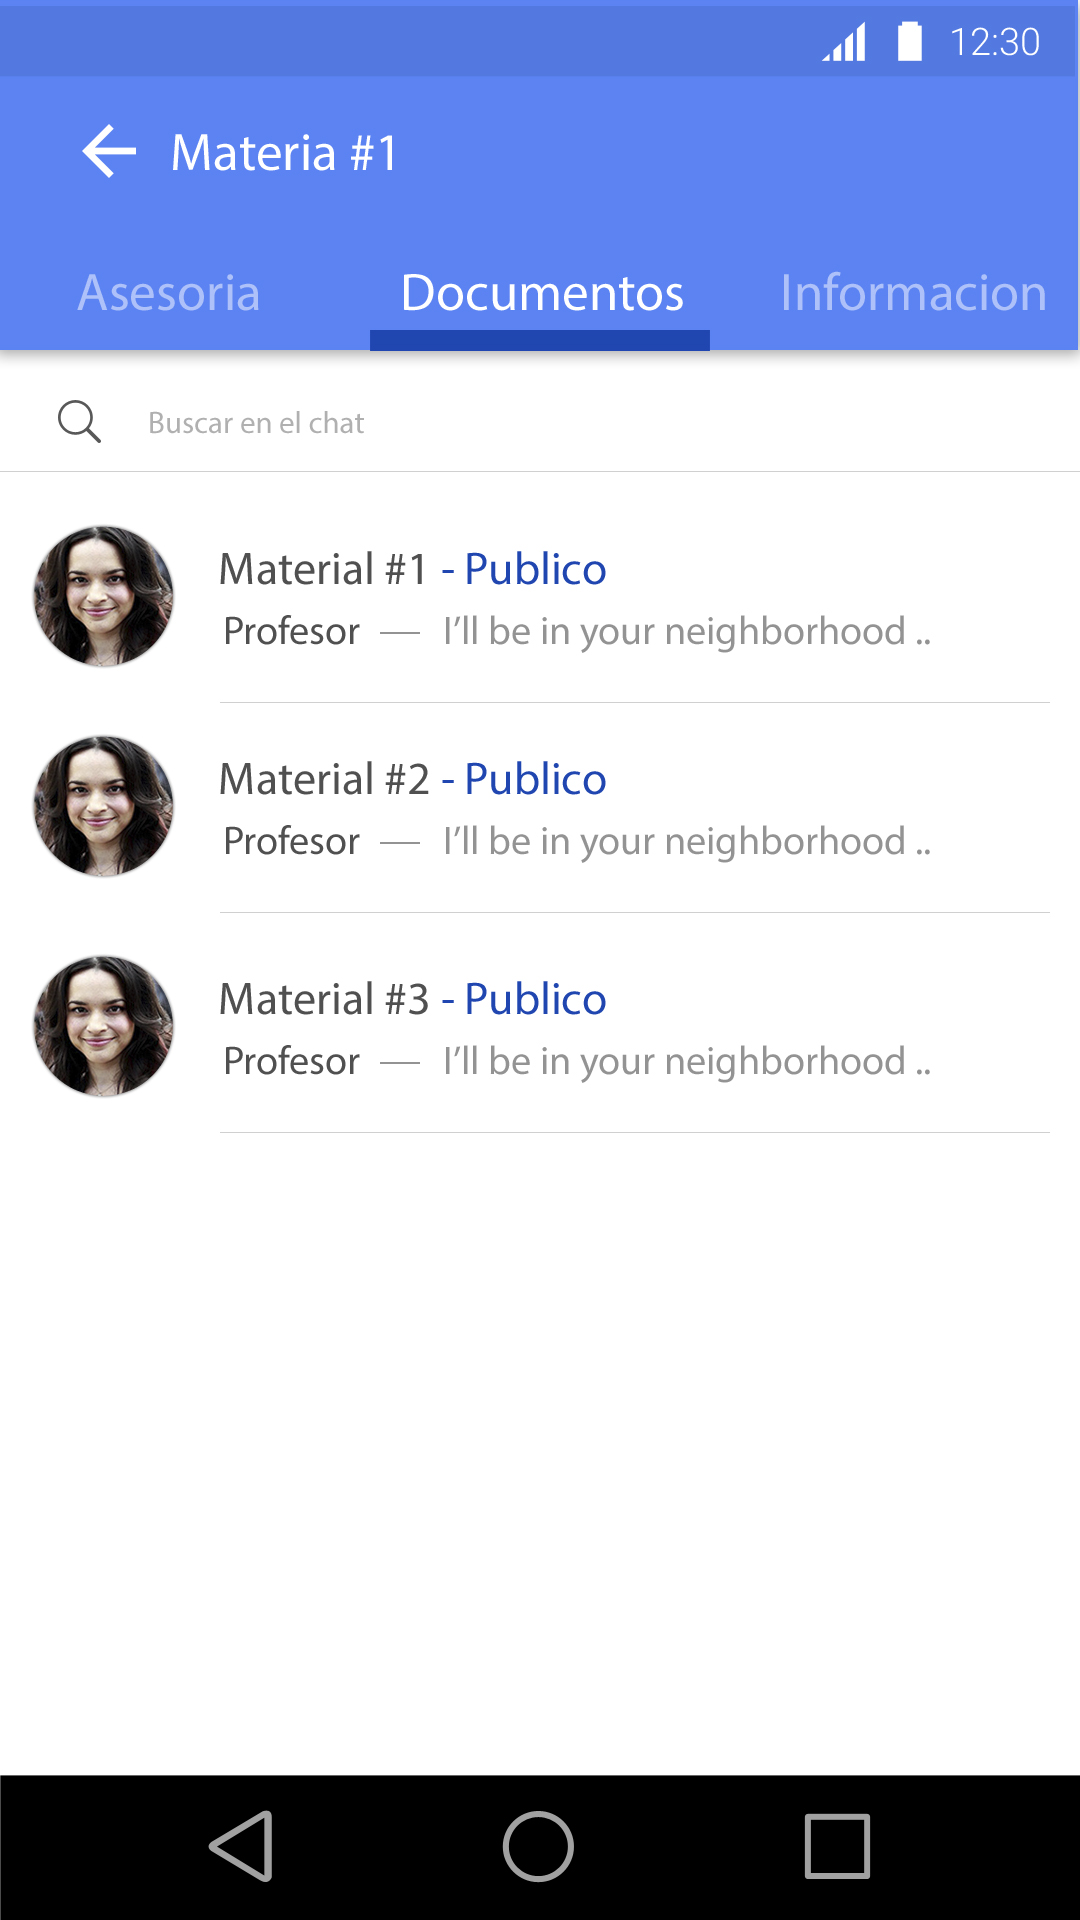 12:30
Materia #1
Asesoria Documentos Informacion
Buscar en el chat
Material #1 - Publico
Profesor — I’ll be in your neighborhood ..
Material #2 - Publico
Profesor — I’ll be in your neighborhood ..
Material #3 - Publico
Profesor — I’ll be in your neighborhood ..